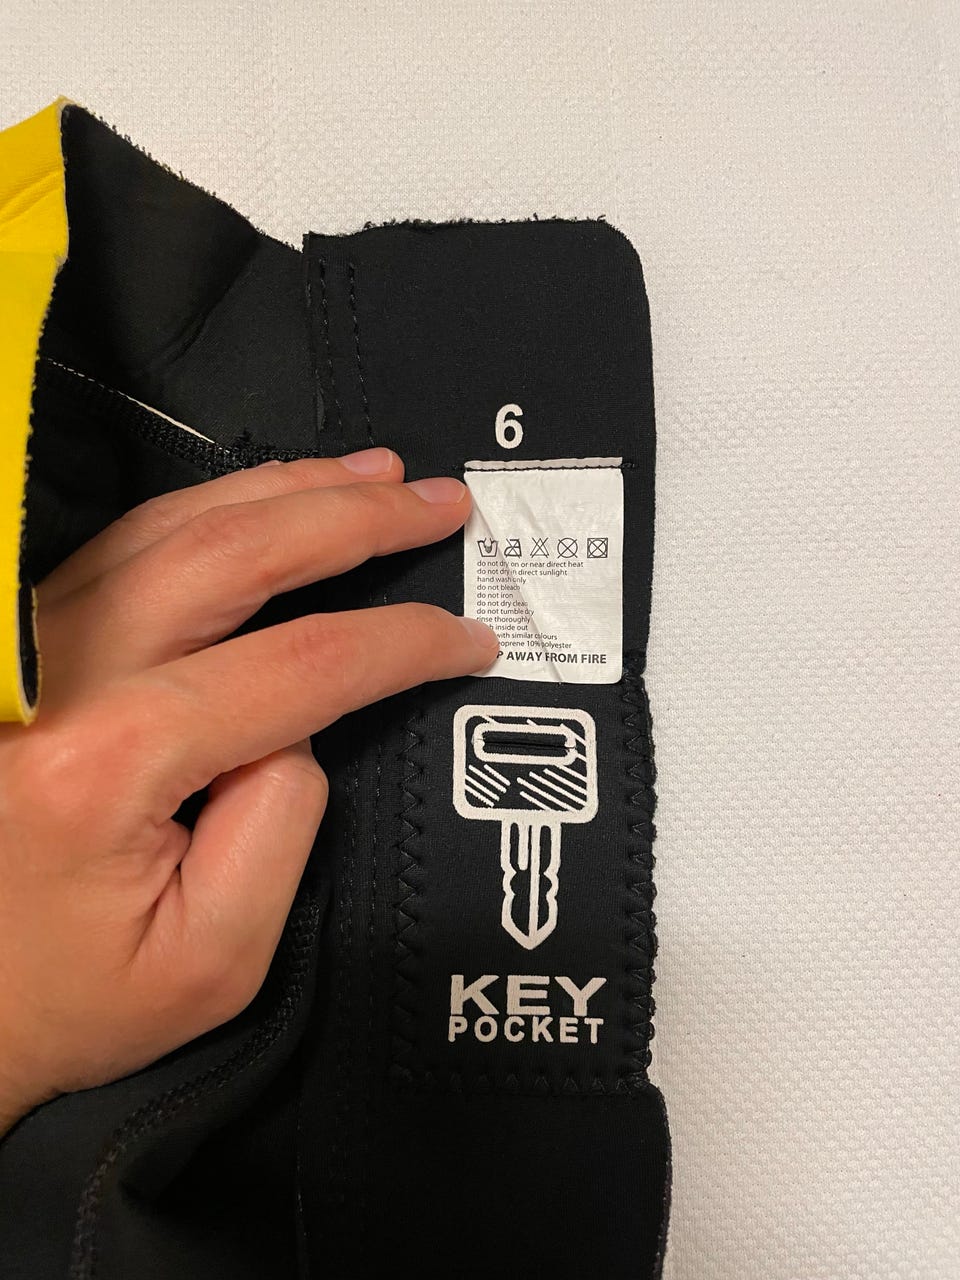 6
do not dry on or near direct heat
do not dry in direct sunlight
hand wash only
do not bleach
do not iron
do not dry clean
do not tumble dry
rinse thoroughly
inside out
with similar colours
10% polyester
AWAY FROM FIRE
KEY
POCKET